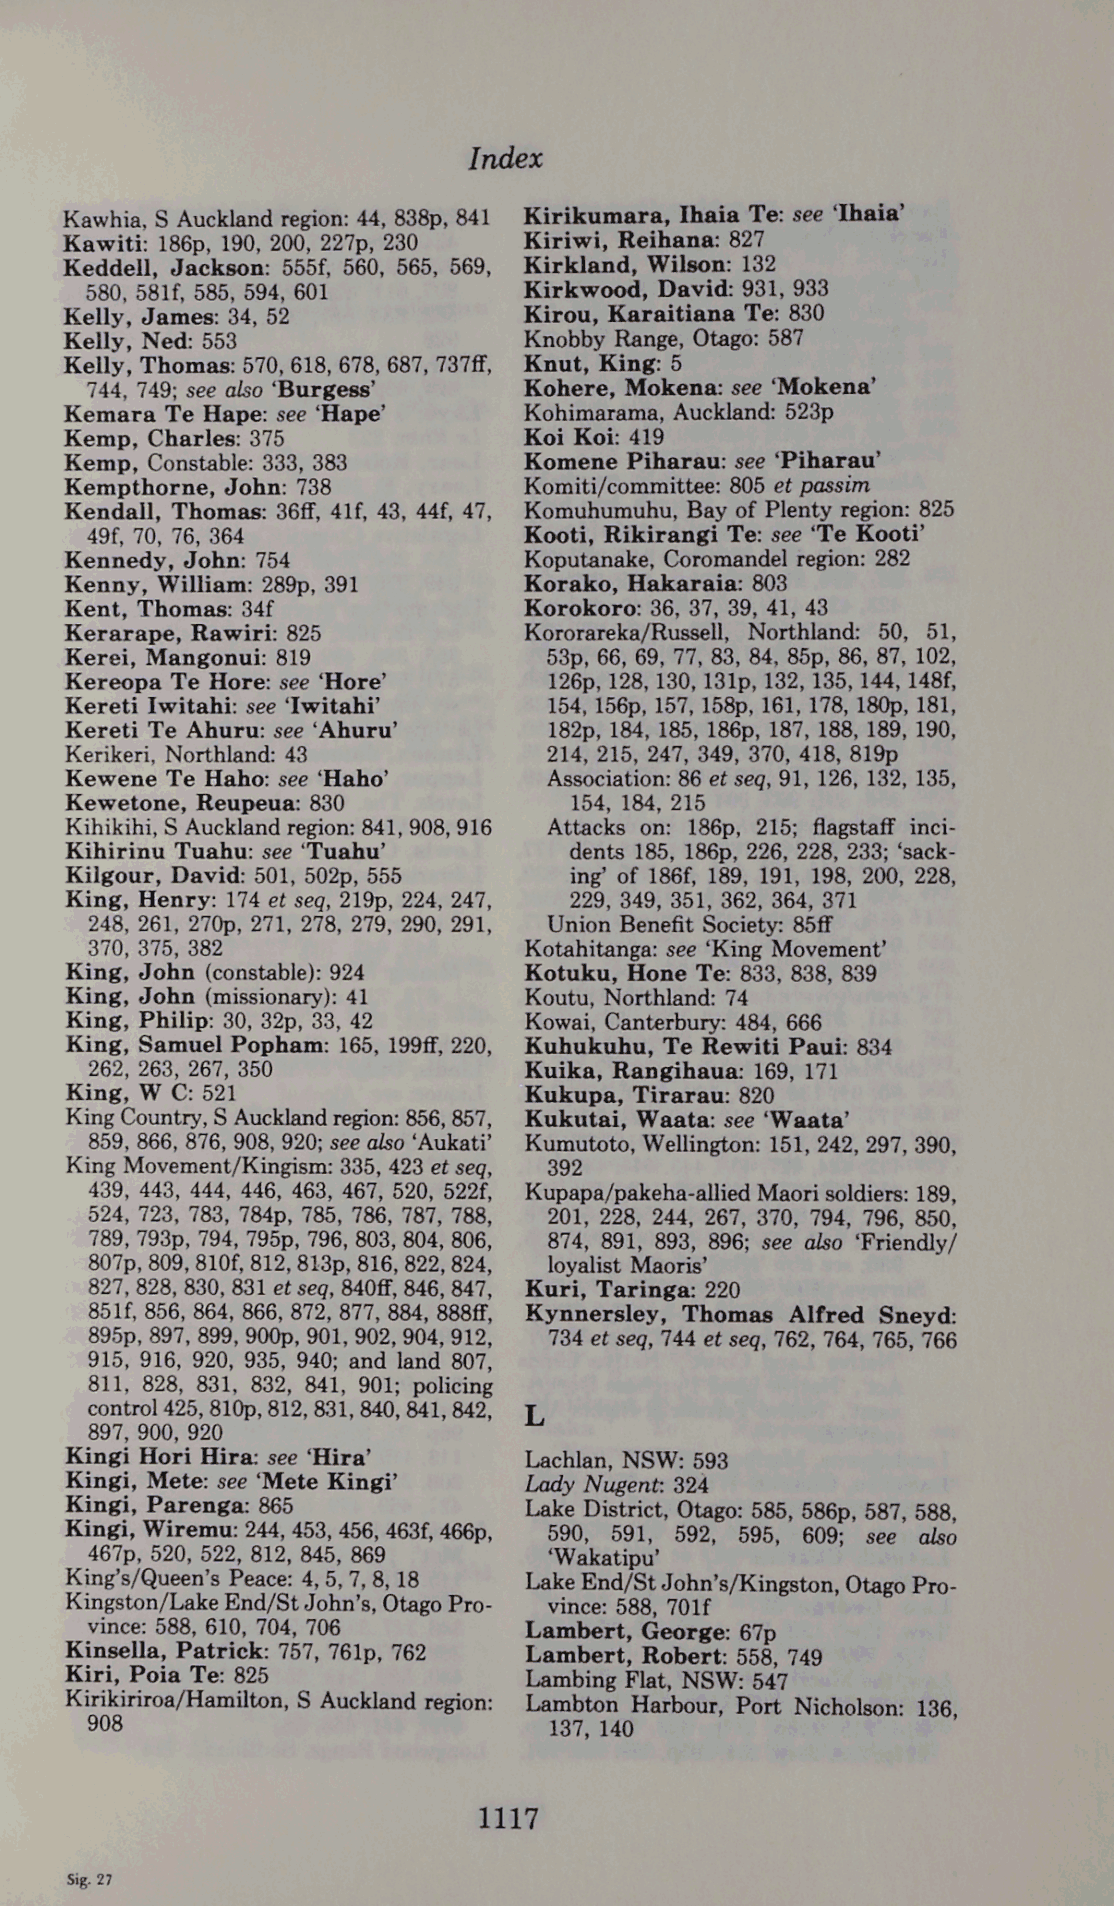 Index
Kawhia, S Auckland region: 44, 838p, 841
Kawiti: 186p, 190, 200, 227p, 230
Keddell, Jackson: 555f, 560, 565, 569,
580, 581f, 585, 594, 601
Kelly, James: 34, 52
Kelly, Ned: 553
Kelly, Thomas: 570, 618, 678, 687, 737ff,
744, 749; see also ‘Burgess’
Kemara Te Hape: see ‘Hape’
Kemp, Charles: 375
Kemp, Constable: 333, 383
Kempthorne, John: 738
Kendall, Thomas: 36ff, 41f, 43, 44f, 47,
49f, 70, 76, 364
Kennedy, John: 754
Kenny, William: 289p, 391
Kent, Thomas: 34f
Kerarape, Rawiri: 825
Kerei, Mangonui: 819
Kereopa Te Hore: see ‘Hore’
Kereti Iwitahi: see ‘Iwitahi’
Kereti Te Ahuru: see ‘Ahuru’
Kerikeri, Northland: 43
Kewene Te Haho: see ‘Haho’
Kewetone, Reupeua: 830
Kihikihi, S Auckland region: 841, 908, 916
Kihirinu Tuahu: see ‘Tuahu’
Kilgour, David: 501, 502p, 555
King, Henry: 174 et seq, 219p, 224, 247,
248, 261, 270p, 271, 278, 279, 290, 291,
370, 375, 382
King, John (constable): 924
King, John (missionary): 41
King, Philip: 30, 32p, 33, 42
King, Samuel Popham: 165, 199ff, 220,
262, 263, 267, 350
King, W C: 521
King Country, S Auckland region: 856, 857,
859, 866, 876, 908, 920; see also ‘Aukati’
King Movement/Kingism: 335, 423 et seq,
439, 443, 444, 446, 463, 467, 520, 522f,
524, 723, 783, 784p, 785, 786, 787, 788,
789, 793p, 794, 795p, 796, 803, 804, 806,
807p, 809, 810f, 812, 813p, 816, 822, 824,
827, 828, 830, 831 et seq, 840ff, 846, 847,
851f, 856, 864, 866, 872, 877, 884, 888ff,
895p, 897, 899, 900p, 901, 902, 904, 912,
915, 916, 920, 935, 940; and land 807,
811, 828, 831, 832, 841, 901; policing
control 425, 810p, 812, 831, 840, 841, 842,
897, 900, 920
Kingi Hori Hira: see ‘Hira’
Kingi, Mete: see ‘Mete Kingi’
Kingi, Parenga: 865
Kingi, Wiremu: 244, 453, 456, 463f, 466p,
467p, 520, 522, 812, 845, 869
King’s/Queen’s Peace: 4, 5, 7, 8, 18
Kingston/Lake End/St John’s, Otago Pro-
vince: 588, 610, 704, 706
Kinsella, Patrick: 757, 761p, 762
Kiri, Poia Te: 825
Kirikiriroa/Hamilton, S Auckland region:
908
Kirikumara, Ihaia Te: see ‘Ihaia’
Kiriwi, Reihana: 827
Kirkland, Wilson: 132
Kirkwood, David: 931, 933
Kirou, Karaitiana Te: 830
Knobby Range, Otago: 587
Knut, King: 5
Kohere, Mokena: see ‘Mokena’
Kohimarama, Auckland: 523p
Koi Koi: 419
Komene Piharau: see ‘Piharau’
Komiti/committee: 805 et passim
Komuhumuhu, Bay of Plenty region: 825
Kooti, Rikirangi Te: see ‘Te Kooti’
Koputanake, Coromandel region: 282
Korako, Hakaraia: 803
Korokoro: 36, 37, 39, 41, 43
Kororareka/Russell, Northland: 50, 51,
53p, 66, 69, 77, 83, 84, 85p, 86, 87, 102,
126p, 128, 130, 131p, 132, 135, 144, 148f,
154, 156p, 157, 158p, 161, 178, 180p, 181,
182p, 184, 185, 186p, 187, 188, 189, 190,
214, 215, 247, 349, 370, 418, 819p
Association: 86 et seq, 91, 126, 132, 135,
154, 184, 215
Attacks on: 186p, 215; flagstaff inci-
dents 185, 186p, 226, 228, 233; ‘sack-
ing’ of 186f, 189, 191, 198, 200, 228,
229, 349, 351, 362, 364, 371
Union Benefit Society: 85ff
Kotahitanga: see ‘King Movement’
Kotuku, Hone Te: 833, 838, 839
Koutu, Northland: 74
Kowai, Canterbury: 484, 666
Kuhukuhu, Te Rewiti Paui: 834
Kuika, Rangihaua: 169, 171
Kukupa, Tirarau: 820
Kukutai, Waata: see ‘Waata’
Kumutoto, Wellington: 151, 242, 297, 390,
392
Kupapa/pakeha-allied Maori soldiers: 189,
201, 228, 244, 267, 370, 794, 796, 850,
874, 891, 893, 896; see also ‘Friendly/
loyalist Maoris’
Kuri, Taringa: 220
Kynnersley, Thomas Alfred Sneyd:
734 et seq, 744 et seq, 762, 764, 765, 766
L
Lachlan, NSW: 593
Lady Nugent: 324
Lake District, Otago: 585, 586p, 587, 588,
590, 591, 592, 595, 609; see also
‘Wakatipu’
Lake End/St John’s/Kingston, Otago Pro-
vince: 588, 701f
Lambert, George: 67p
Lambert, Robert: 558, 749
Lambing Flat, NSW: 547
Lambton Harbour, Port Nicholson: 136,
137, 140
1117
Sig. 27